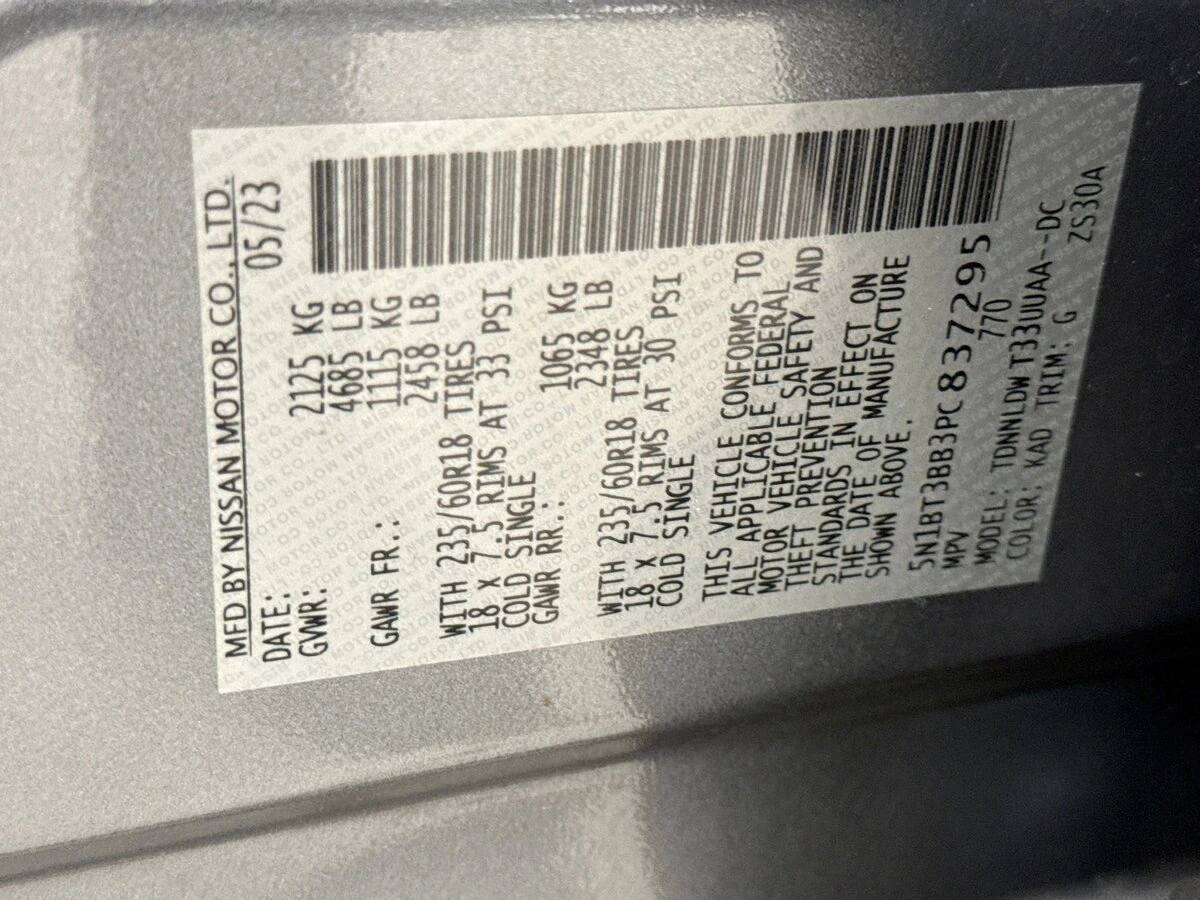 MFD BY NISSAN MOTOR CO., LTD.
DATE: 05/23
GVWR: 2125 KG
4685 LB
GAWR FR.: 1115 KG
2458 LB
WITH 235/60R18 TIRES
18 x 7.5 RIMS AT 33 PSI
COLD SINGLE
GAWR RR.: 1065 KG
2348 LB
WITH 235/60R18 TIRES
18 x 7.5 RIMS AT 30 PSI
COLD SINGLE
THIS VEHICLE CONFORMS TO
ALL APPLICABLE FEDERAL
MOTOR VEHICLE SAFETY AND
THEFT PREVENTION
STANDARDS IN EFFECT ON
THE DATE OF MANUFACTURE
SHOWN ABOVE.
5N1BT3BB3PC837295
MPV 770
MODEL: TDNNLDWT33UUAA--DC
COLOR: KAD TRIM: G ZS30A